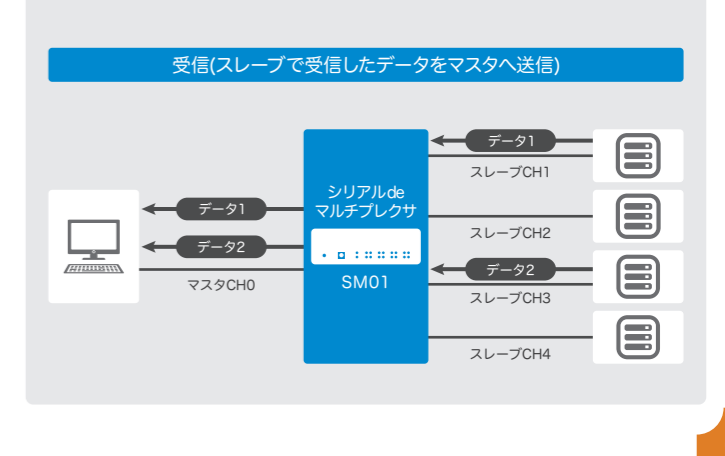 受信(スレーブで受信したデータをマスタへ送信)
データ1
スレーブCH1
シリアルde
マルチプレクサ
データ1
スレーブCH2
データ2
マスタCH0
SM01
データ2
スレーブCH3
スレーブCH4